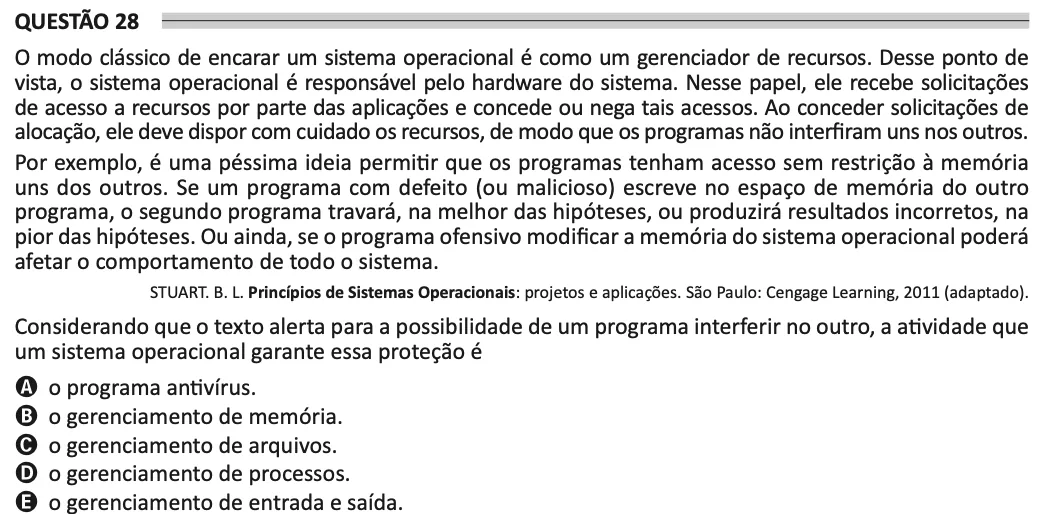 QUESTÃO 28
O modo clássico de encarar um sistema operacional é como um gerenciador de recursos. Desse ponto de
vista, o sistema operacional é responsável pelo hardware do sistema. Nesse papel, ele recebe solicitações
de acesso a recursos por parte das aplicações e concede ou nega tais acessos. Ao conceder solicitações de
alocação, ele deve dispor com cuidado os recursos, de modo que os programas não interfiram uns nos outros.
Por exemplo, é uma péssima ideia permitir que os programas tenham acesso sem restrição à memória
uns dos outros. Se um programa com defeito (ou malicioso) escreve no espaço de memória do outro
programa, o segundo programa travará, na melhor das hipóteses, ou produzirá resultados incorretos, na
pior das hipóteses. Ou ainda, se o programa ofensivo modificar a memória do sistema operacional poderá
afetar o comportamento de todo o sistema.
STUART. B. L. Princípios de Sistemas Operacionais: projetos e aplicações. São Paulo: Cengage Learning, 2011 (adaptado).
Considerando que o texto alerta para a possibilidade de um programa interferir no outro, a atividade que
um sistema operacional garante essa proteção é
A o programa antivírus.
B o gerenciamento de memória.
C o gerenciamento de arquivos.
D o gerenciamento de processos.
E o gerenciamento de entrada e saída.